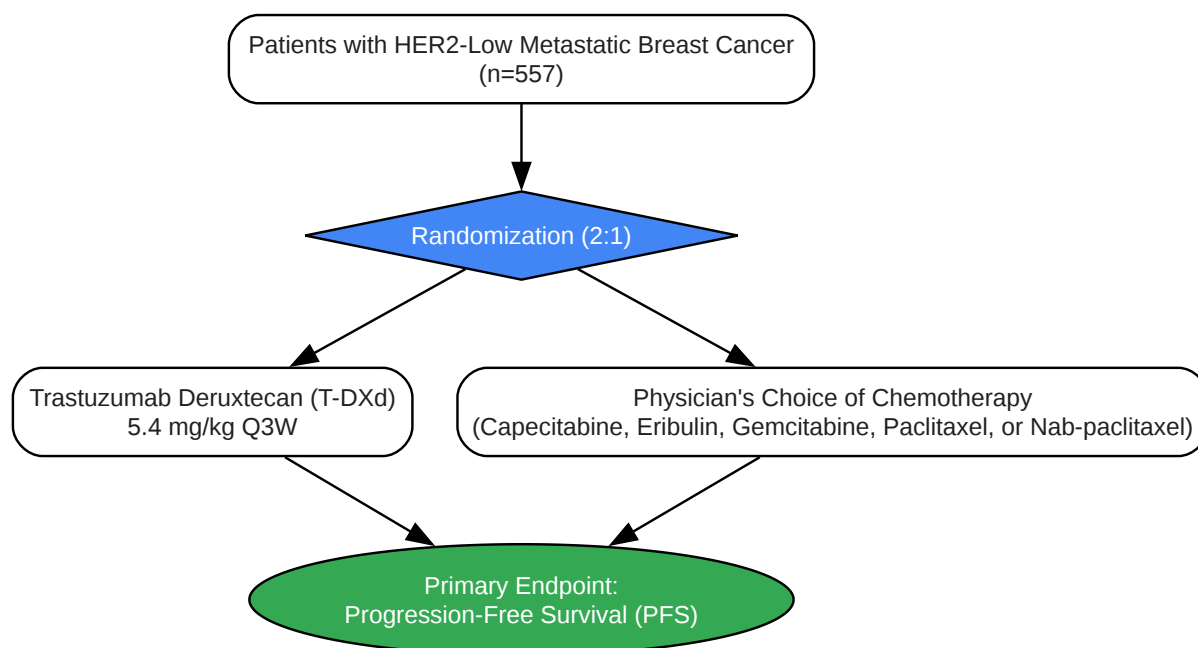 Patients with HER2-Low Metastatic Breast Cancer
(n=557)
Randomization (2:1)
Trastuzumab Deruxtecan (T-DXd)
5.4 mg/kg Q3W
Physician's Choice of Chemotherapy
(Capecitabine, Eribulin, Gemcitabine, Paclitaxel, or Nab-paclitaxel)
Primary Endpoint:
Progression-Free Survival (PFS)